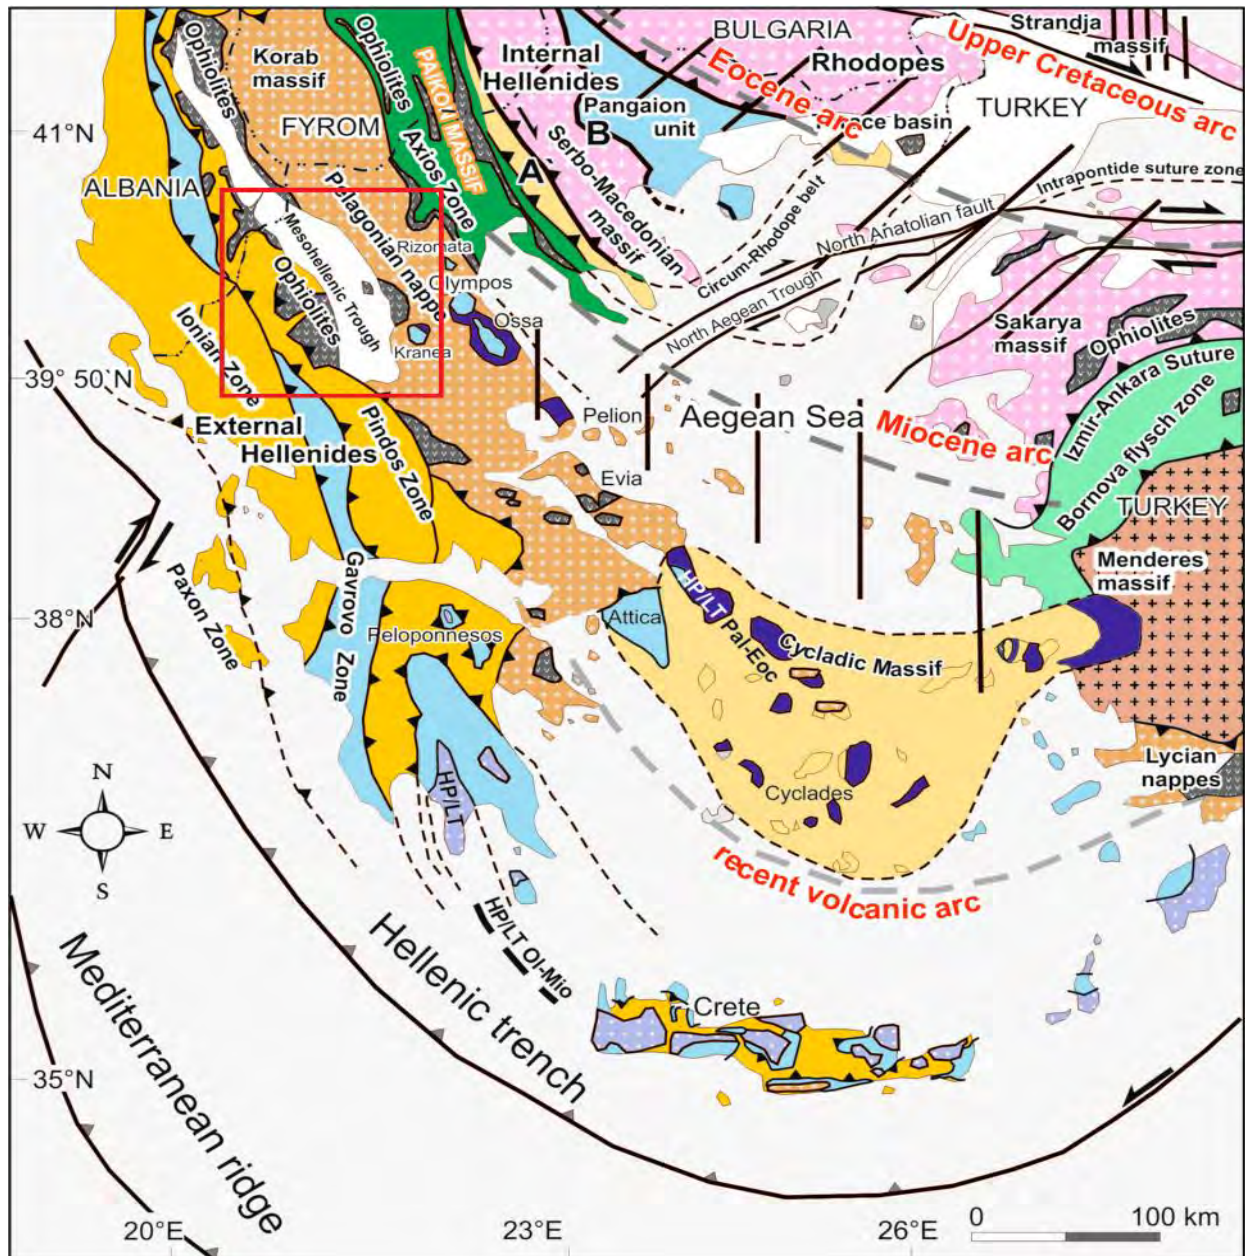 BULGARIA
Strandja
massif
Ophiolites
Korab
massif
Ophiolites
PAIKON MASSIF
Internal
Hellenides
Rhodopes
Upper Cretaceous arc
Eocene arc
Pangaion
unit
TURKEY
41°N
FYROM
Axios Zone
B
ace basin
A
Serbo-Macedonian
massif
ALBANIA
Intrapontide suture zone
Pelagonian nappe
Mesohellenic Trough
Rizomata
Circum-Rhodope belt
North Anatolian fault
Olympos
North Aegean Trough
Ossa
Ophiolites
Kranea
Sakarya
massif
Ophiolites
Ionian Zone
39°50`N
Izmir-Ankara Suture
External
Hellenides
Pindos Zone
Pelion
Aegean Sea
Miocene arc
Bornova flysch zone
Evia
TURKEY
Menderes
massif
Gavrovo
Zone
HP/LT
Pal-Eoc
Paxon Zone
38°N
Attica
Peloponnesos
Cycladic Massif
Lycian
nappes
N
W
E
S
HP/LT
Cyclades
recent volcanic arc
HP/LT Ol-Mio
Hellenic trench
Mediterranean ridge
Crete
35°N
20°E
23°E
26°E
0
100 km